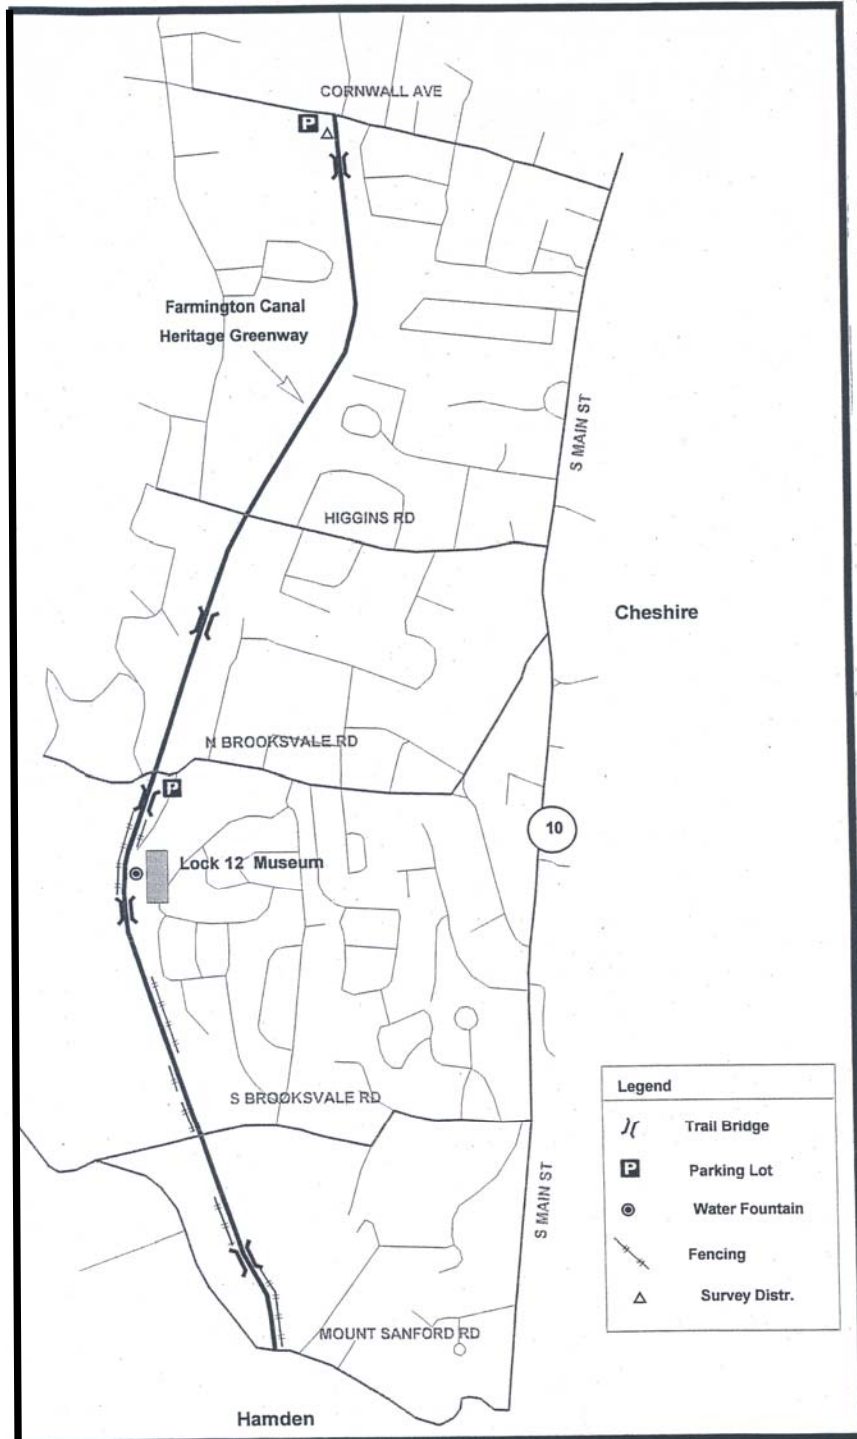 CORNWALL AVE
P
Farmington Canal
Heritage Greenway
S MAIN ST
HIGGINS RD
Cheshire
N BROOKSVALE RD
P
10
Lock 12 Museum
S BROOKSVALE RD
S MAIN ST
MOUNT SANFORD RD
Hamden
Legend
Trail Bridge
P Parking Lot
Water Fountain
Fencing
Survey Distr.